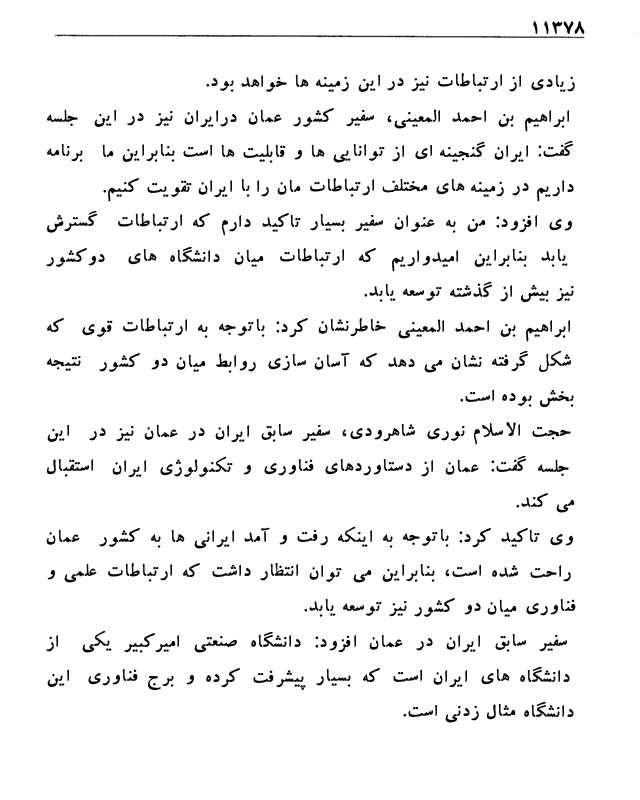 ۱۱۳۷۸
زیادی از ارتباطات نیز در این زمینه ها خواهد بود.
ابراهیم بن احمد المعینی، سفیر کشور عمان درایران نیز در این جلسه
گفت: ایران گنجینه ای از توانایی ها و قابلیت ها است بنابراین ما برنامه
داریم در زمینه های مختلف ارتباطات مان را با ایران تقویت کنیم.
وی افزود: من به عنوان سفیر بسیار تاکید دارم که ارتباطات گسترش
یابد بنابراین امیدواریم که ارتباطات میان دانشگاه های دوکشور
نیز بیش از گذشته توسعه یابد.
ابراهیم بن احمد المعینی خاطرنشان کرد: باتوجه به ارتباطات قوی که
شکل گرفته نشان می دهد که آسان سازی روابط میان دو کشور نتیجه
بخش بوده است.
حجت الاسلام نوری شاهرودی، سفیر سابق ایران در عمان نیز در این
جلسه گفت: عمان از دستاوردهای فناوری و تکنولوژی ایران استقبال
می کند.
وی تاکید کرد: باتوجه به اینکه رفت و آمد ایرانی ها به کشور عمان
راحت شده است، بنابراین می توان انتظار داشت که ارتباطات علمی و
فناوری میان دو کشور نیز توسعه یابد.
سفیر سابق ایران در عمان افزود: دانشگاه صنعتی امیرکبیر یکی از
دانشگاه های ایران است که بسیار پیشرفت کرده و برج فناوری این
دانشگاه مثال زدنی است.